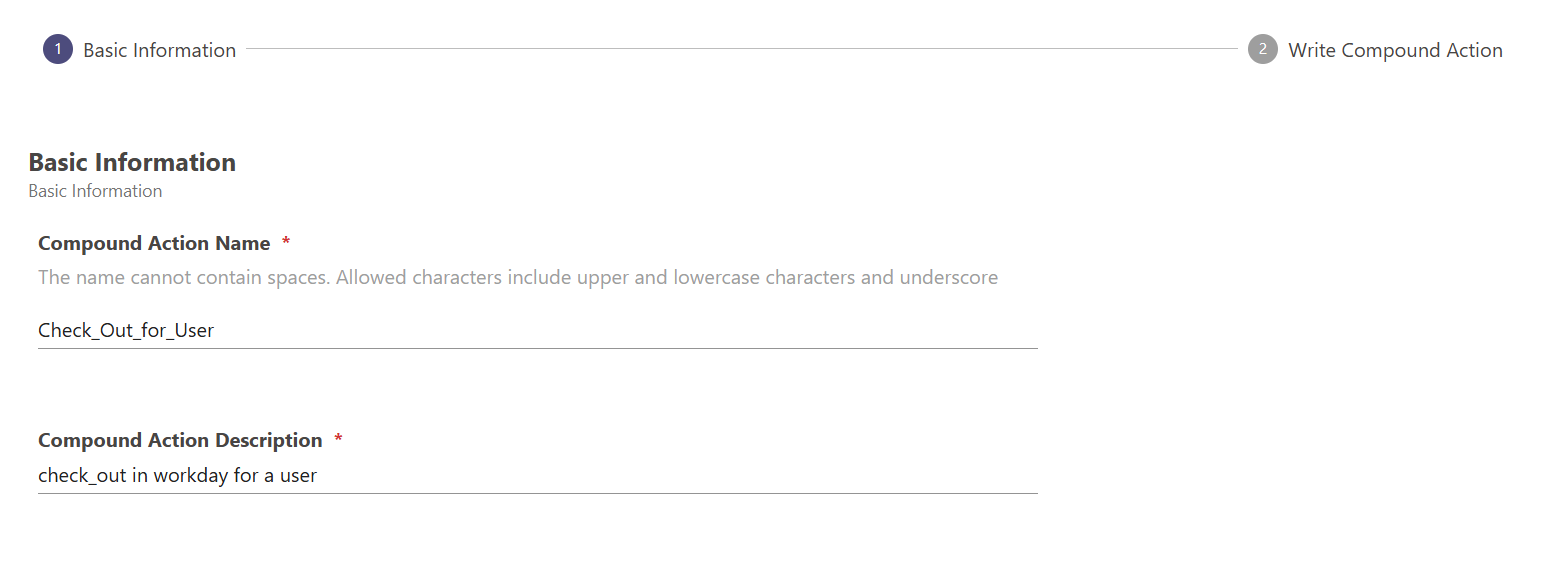 1 Basic Information
2 Write Compound Action
Basic Information
Basic Information
Compound Action Name *
The name cannot contain spaces. Allowed characters include upper and lowercase characters and underscore
Check_Out_for_User
Compound Action Description *
check_out in workday for a user